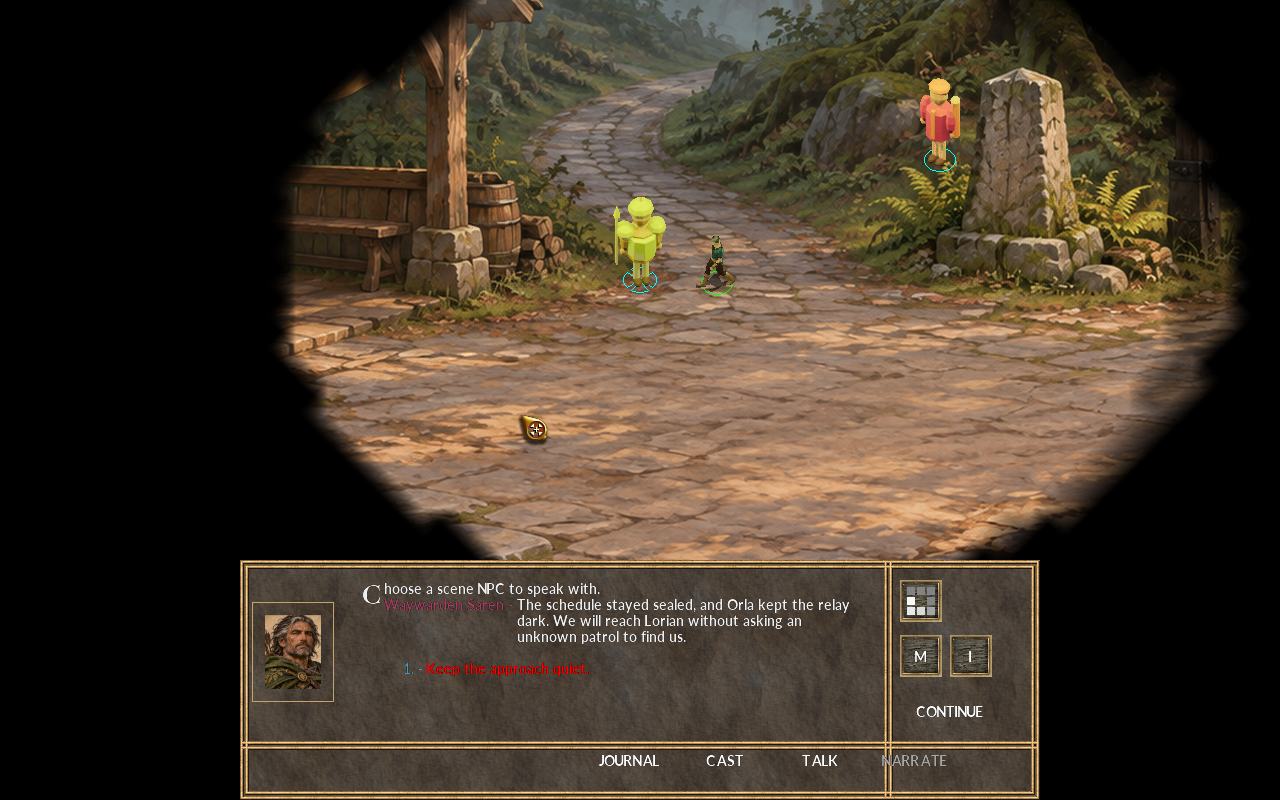 Choose a scene NPC to speak with.
Waywarden Saren - The schedule stayed sealed, and Orla kept the relay
dark. We will reach Lorian without asking an
unknown patrol to find us.
1. - Keep the approach quiet.
M I
CONTINUE
JOURNAL CAST TALK NARRATE